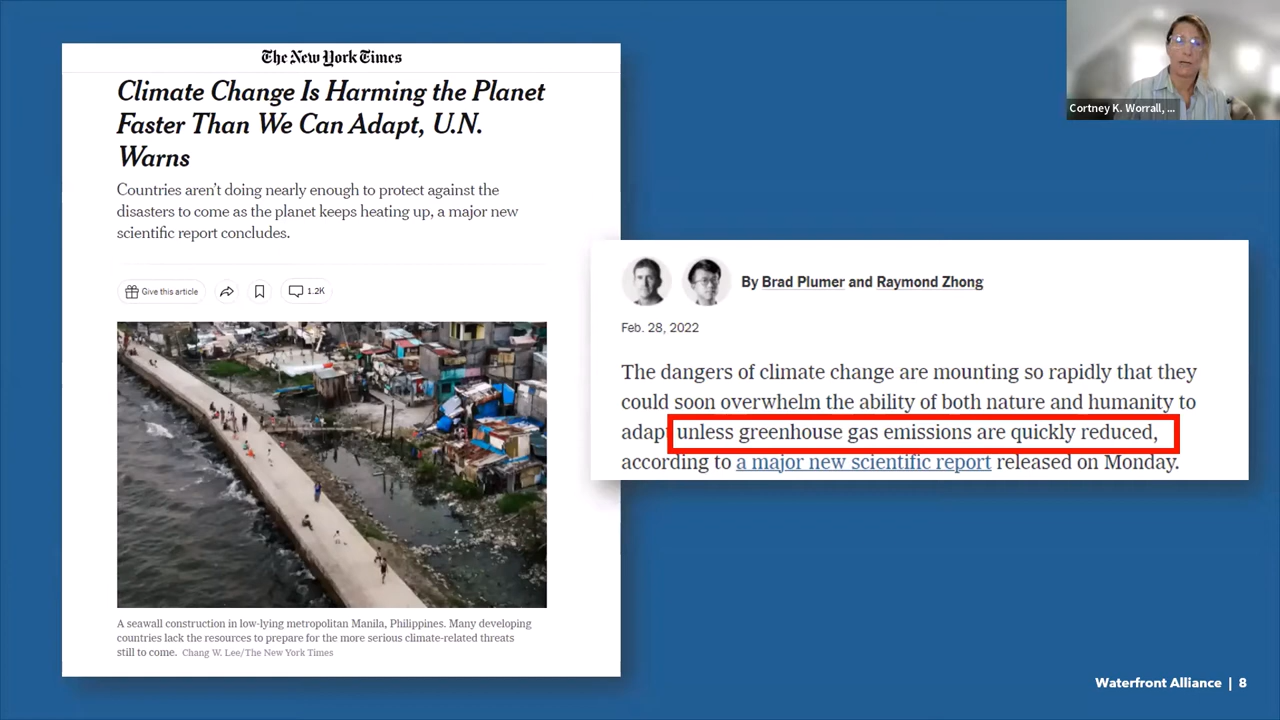 The New York Times
Climate Change Is Harming the Planet
Faster Than We Can Adapt, U.N.
Warns
Countries aren't doing nearly enough to protect against the
disasters to come as the planet keeps heating up, a major new
scientific report concludes.
Give this article
1.2K
A seawall construction in low-lying metropolitan Manila, Philippines. Many developing
countries lack the resources to prepare for the more serious climate-related threats
still to come. Chang W. Lee/The New York Times
Cortney K. Worrall, ...
By Brad Plumer and Raymond Zhong
Feb. 28, 2022
The dangers of climate change are mounting so rapidly that they
could soon overwhelm the ability of both nature and humanity to
adapt unless greenhouse gas emissions are quickly reduced,
according to a major new scientific report released on Monday.
Waterfront Alliance | 8